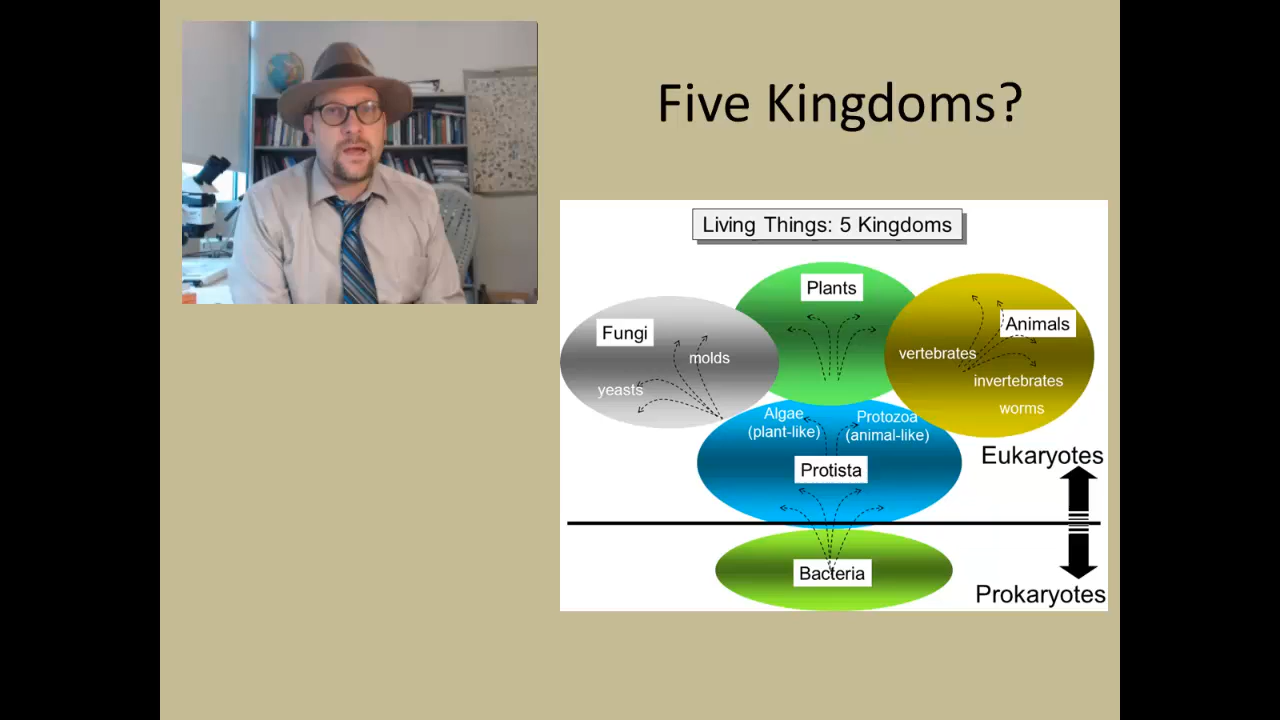 Five Kingdoms?
Living Things: 5 Kingdoms
Plants
Fungi
Animals
molds
vertebrates
yeasts
invertebrates
worms
Algae
(plant-like)
Protozoa
(animal-like)
Eukaryotes
Protista
Bacteria
Prokaryotes